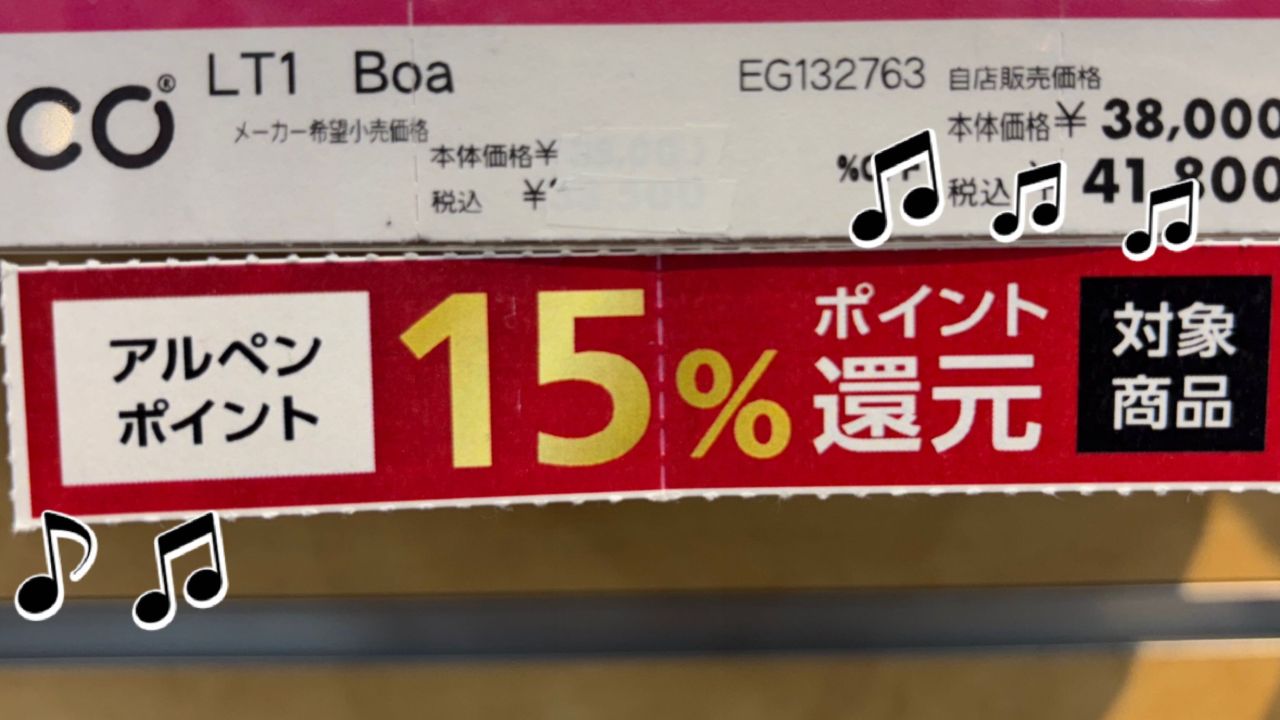 CO® LT1 Boa
EG132763
自店販売価格
メーカー希望小売価格
本体価格¥ 38,000
本体価格¥
税込 ¥
税込 41,800
アルペン
ポイント
15%
ポイント
還元
対象
商品